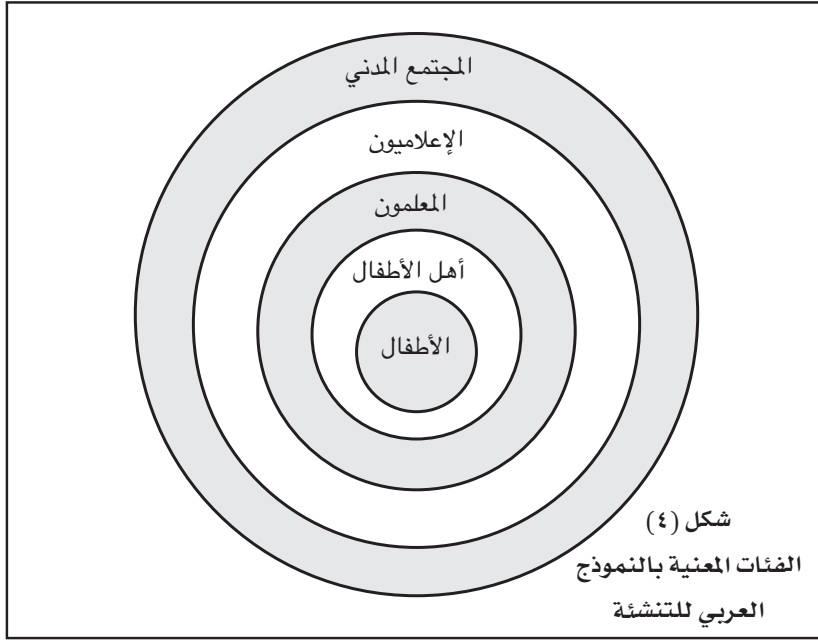 المجتمع المدني
الإعلاميون
المعلمون
أهل الأطفال
الأطفال
شكل (٤)
الفئات المعنية بالنموذج
العربي للتنشئة